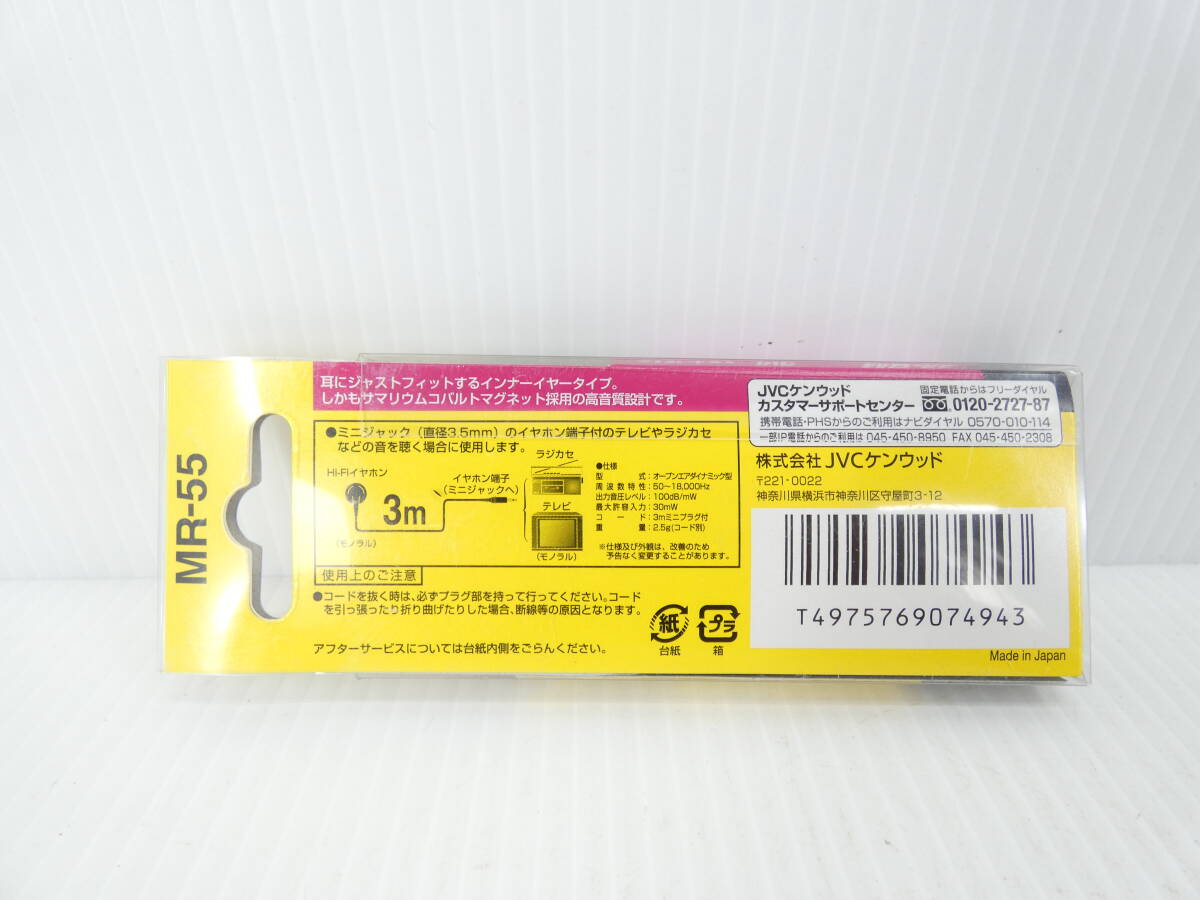 MR-55
耳にジャストフィットするインナーイヤータイプ。
しかもサマリウムコバルトマグネット採用の高音質設計です。
●ミニジャック（直径3.5mm）のイヤホン端子付のテレビやラジカセ
などの音を聴く場合に使用します。
HI-FIイヤホン
3m
(モノラル)
イヤホン端子
(ミニジャックへ)
ラジカセ
テレビ
(モノラル)
●仕様
型式：オープンエアダイナミック型
周波数特性：50～18,000Hz
出力音圧レベル：100dB/mW
最大許容入力：30mW
コード：3mミニプラグ付
重量：2.5g(コード別)
※仕様及び外観は、改善のため
予告なく変更することがあります。
使用上のご注意
●コードを抜く時は、必ずプラグ部を持って行ってください。コード
を引っ張ったり折り曲げたりした場合、断線等の原因となります。
アフターサービスについては台紙内側をごらんください。
紙
台紙
プラ
箱
JVCケンウッド
カスタマーサポートセンター
固定電話からはフリーダイヤル
0120-2727-87
携帯電話・PHSからのご利用はナビダイヤル 0570-010-114
一部IP電話からのご利用は 045-450-8950 FAX 045-450-2308
株式会社JVCケンウッド
〒221-0022
神奈川県横浜市神奈川区守屋町3-12
T4975769074943
Made in Japan